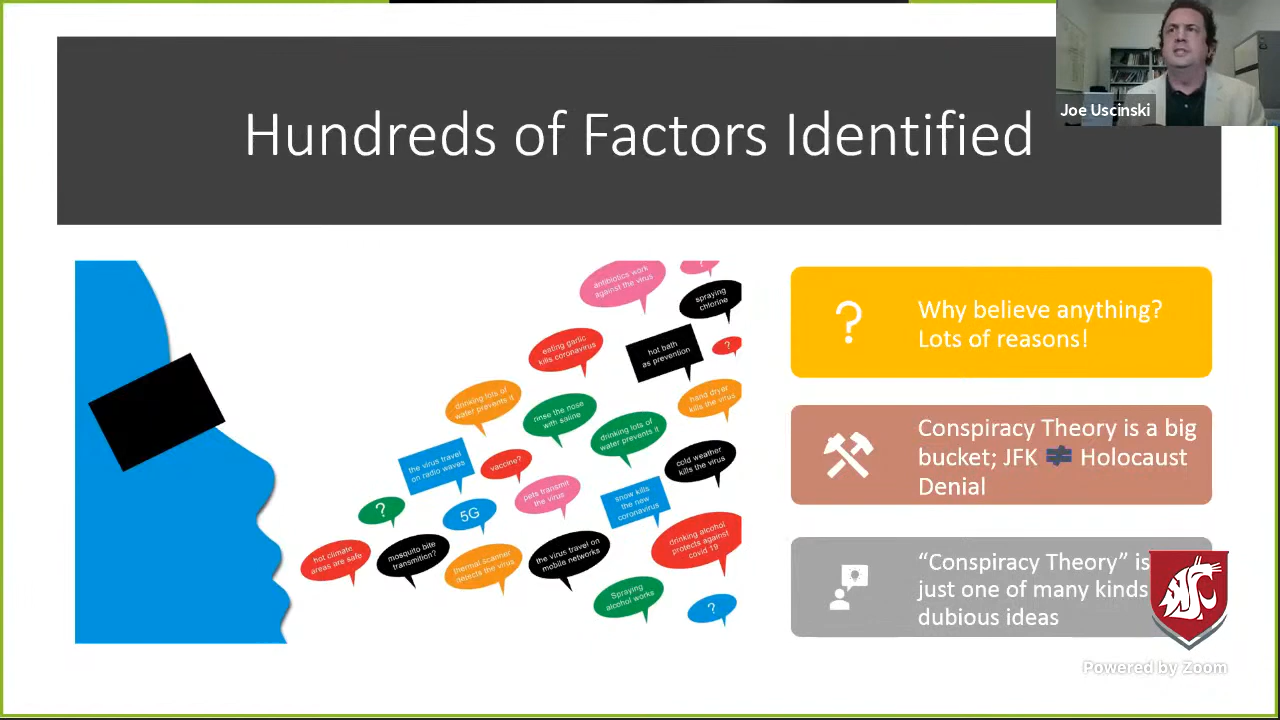 Hundreds of Factors Identified
Joe Uscinski
antibiotics work
against the virus
?
spraying
chlorine
eating garlic
kills coronavirus
hot bath
as prevention
?
drinking lots of
water prevents it
rinse the nose
with saline
drinking lots of
water prevents it
hand dryer
kills the virus
the virus travel
on radio waves
vaccine?
cold weather
kills the virus
pets transmit
the virus
snow kills
the new
coronavirus
?
5G
hot climate
areas are safe
mosquito bite
transmition?
thermal scanner
detects the virus
the virus travel on
mobile networks
drinking alcohol
protects against
covid 19
Spraying
alcohol works
?
?
Why believe anything?
Lots of reasons!
Conspiracy Theory is a big
bucket; JFK ≠ Holocaust
Denial
“Conspiracy Theory” is
just one of many kinds
dubious ideas
Powered by Zoom